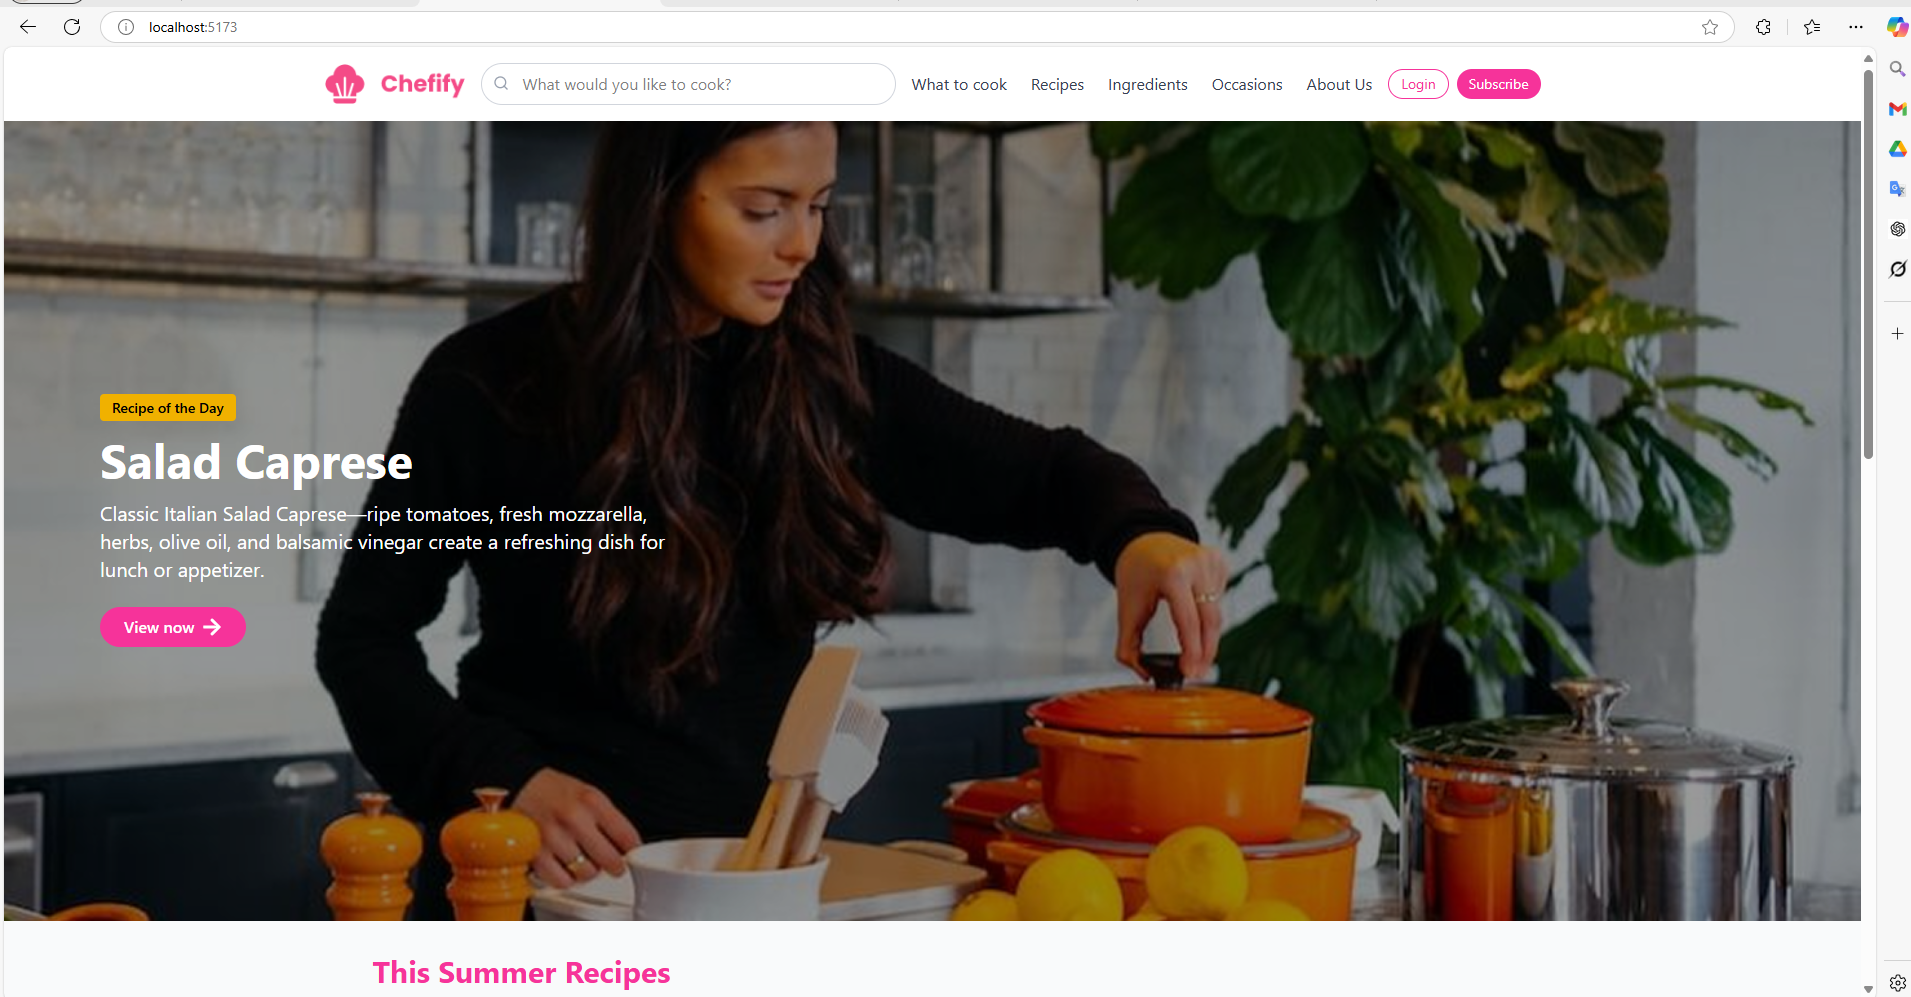 localhost:5173
Chefify
What would you like to cook?
What to cook
Recipes
Ingredients
Occasions
About Us
Login
Subscribe
Recipe of the Day
Salad Caprese
Classic Italian Salad Caprese—ripe tomatoes, fresh mozzarella,
herbs, olive oil, and balsamic vinegar create a refreshing dish for
lunch or appetizer.
View now
This Summer Recipes